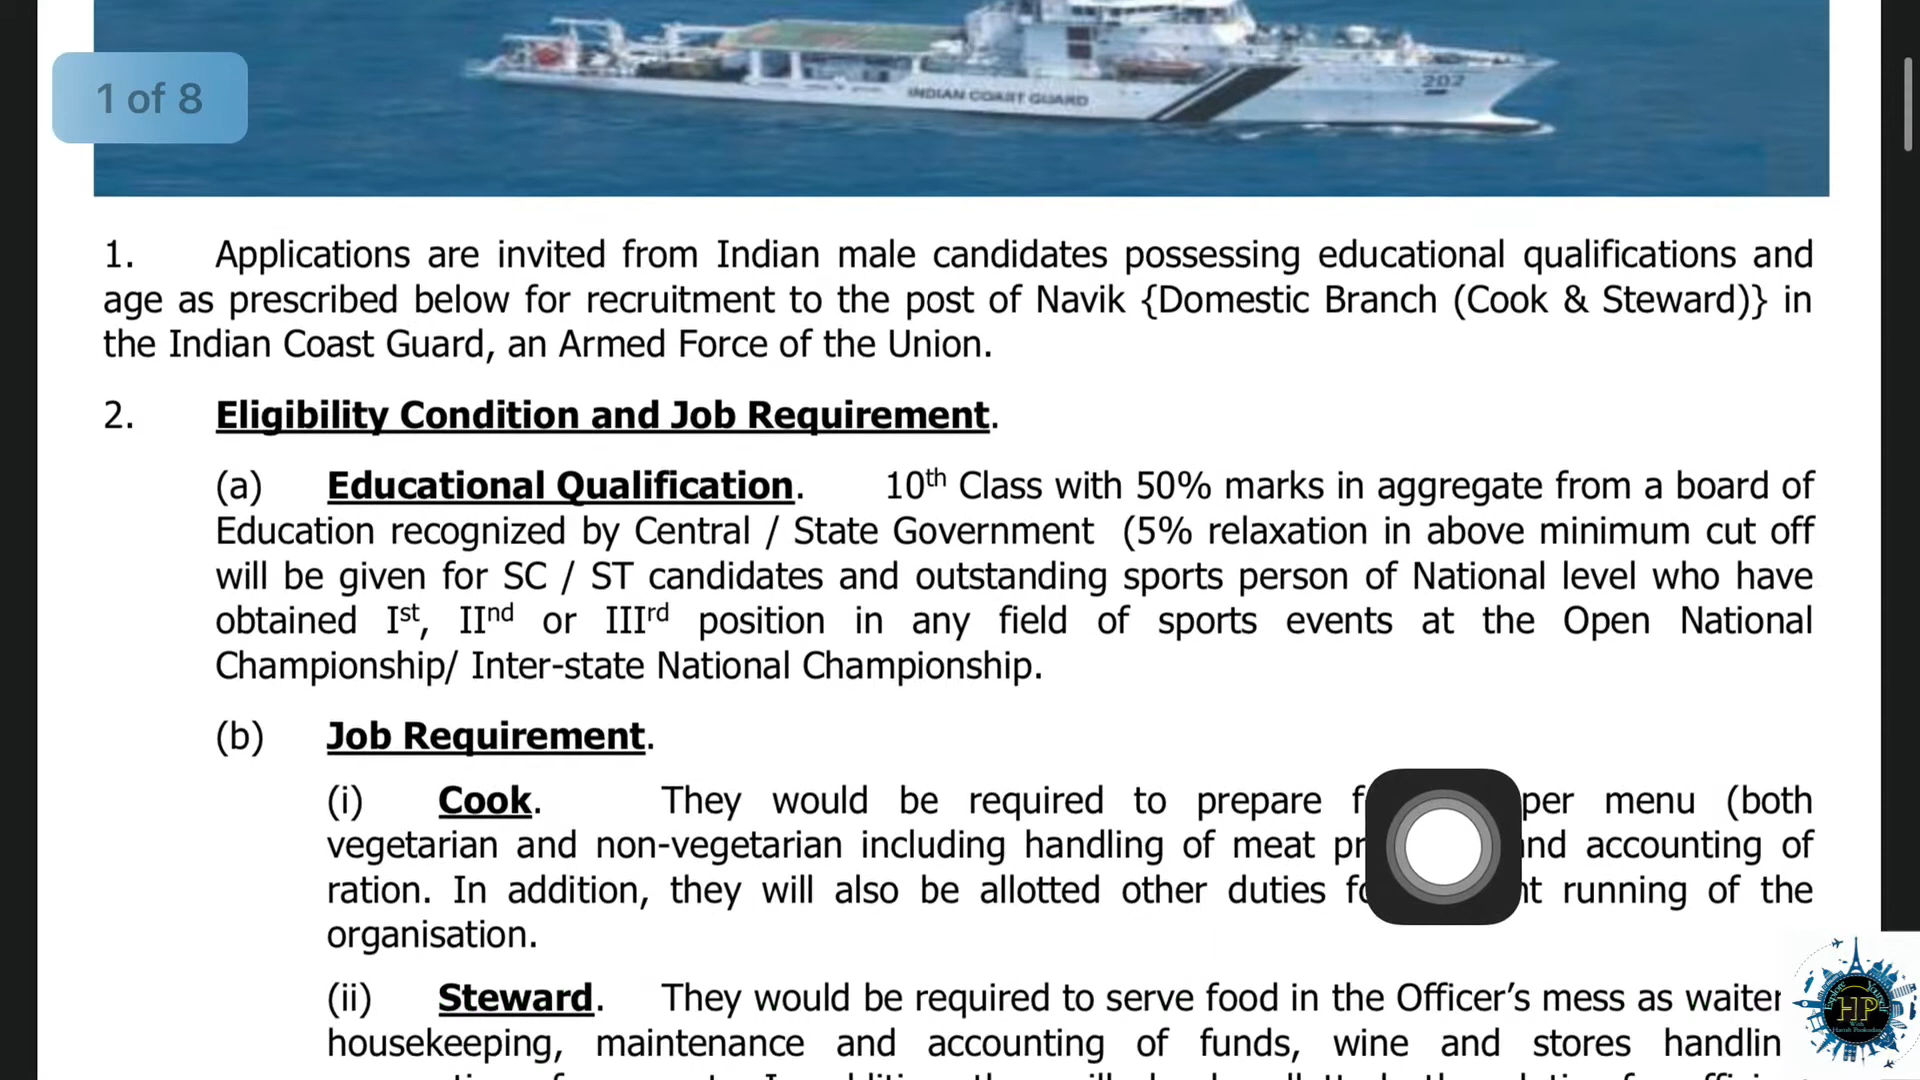 INDIAN COAST GUARD
202
1 of 8
1. Applications are invited from Indian male candidates possessing educational qualifications and
age as prescribed below for recruitment to the post of Navik {Domestic Branch (Cook & Steward)} in
the Indian Coast Guard, an Armed Force of the Union.
2. Eligibility Condition and Job Requirement.
(a) Educational Qualification. 10th Class with 50% marks in aggregate from a board of
Education recognized by Central / State Government (5% relaxation in above minimum cut off
will be given for SC / ST candidates and outstanding sports person of National level who have
obtained Ist, IInd or IIIrd position in any field of sports events at the Open National
Championship/ Inter-state National Championship.
(b) Job Requirement.
(i) Cook. They would be required to prepare f per menu (both
vegetarian and non-vegetarian including handling of meat pr nd accounting of
ration. In addition, they will also be allotted other duties fo nt running of the
organisation.
(ii) Steward. They would be required to serve food in the Officer's mess as waiter
housekeeping, maintenance and accounting of funds, wine and stores handlin
HP